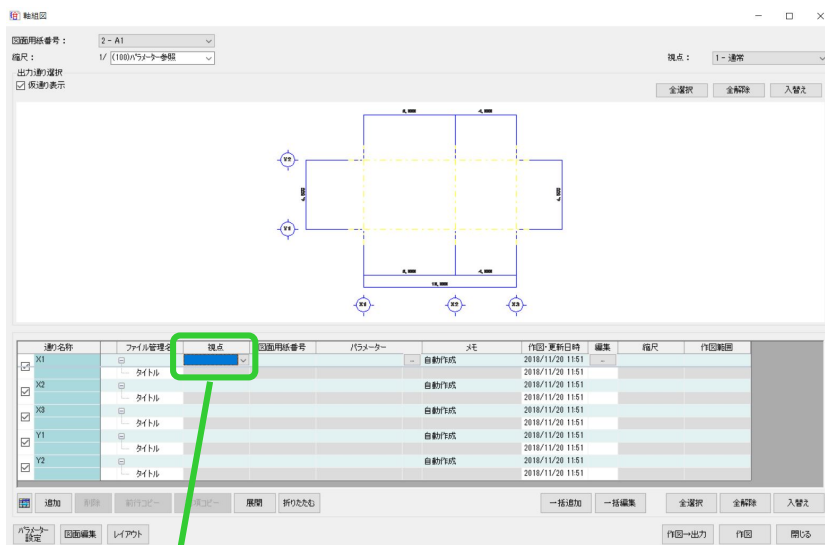 軸組図
図面用紙番号：
2 - A1
縮尺：
1/ (100)パラメーター参照
視点：
1 - 通常
出力通り選択
仮通り表示
全選択 全解除 入替え
X2
X1
X1 X2 X3
通り名称 ファイル管理名 視点 図面用紙番号 パラメーター メモ 作図・更新日時 編集 縮尺 作図範囲
X1 自動作成 2018/11/20 11:51
タイトル 2018/11/20 11:51
X2 自動作成 2018/11/20 11:51
タイトル 2018/11/20 11:51
X3 自動作成 2018/11/20 11:51
タイトル 2018/11/20 11:51
Y1 自動作成 2018/11/20 11:51
タイトル 2018/11/20 11:51
Y2 自動作成 2018/11/20 11:51
タイトル 2018/11/20 11:51
追加 削除 前行コピー 展開 折りたたむ 一括追加 一括編集 全選択 全解除 入替え
パラメーター
設定
図面編集 レイアウト 作図→出力 作図 閉じる